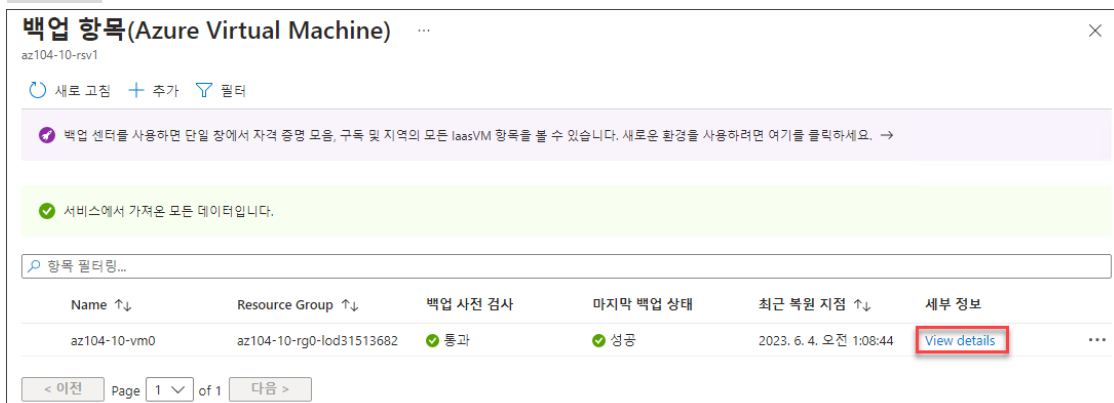 백업 항목(Azure Virtual Machine) ...
az104-10-rsv1
새로 고침 추가 필터
백업 센터를 사용하면 단일 창에서 자격 증명 모음, 구독 및 지역의 모든 IaasVM 항목을 볼 수 있습니다. 새로운 환경을 사용하려면 여기를 클릭하세요. →
서비스에서 가져온 모든 데이터입니다.
항목 필터링...
Name ↑↓ Resource Group ↑↓ 백업 사전 검사 마지막 백업 상태 최근 복원 지점 ↑↓ 세부 정보
az104-10-vm0 az104-10-rg0-lod31513682 통과 성공 2023. 6. 4. 오전 1:08:44 View details ...
< 이전 Page 1 of 1 다음 >